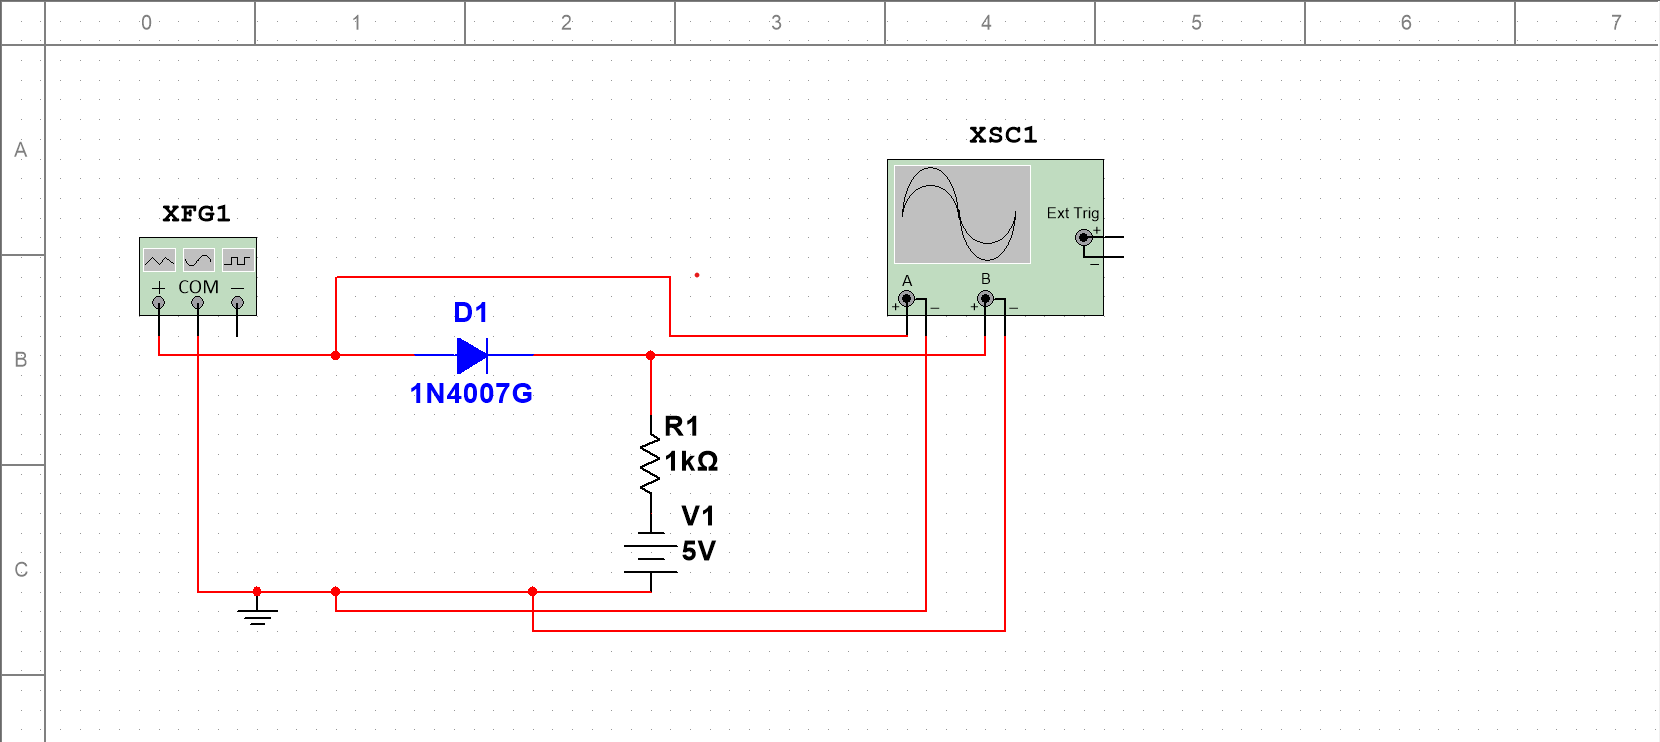 0 1 2 3 4 5 6 7
A
XSC1
XFG1
Ext Trig
+
−
+ COM −
A B
+ − + −
D1
B
1N4007G
R1
1kΩ
V1
5V
C